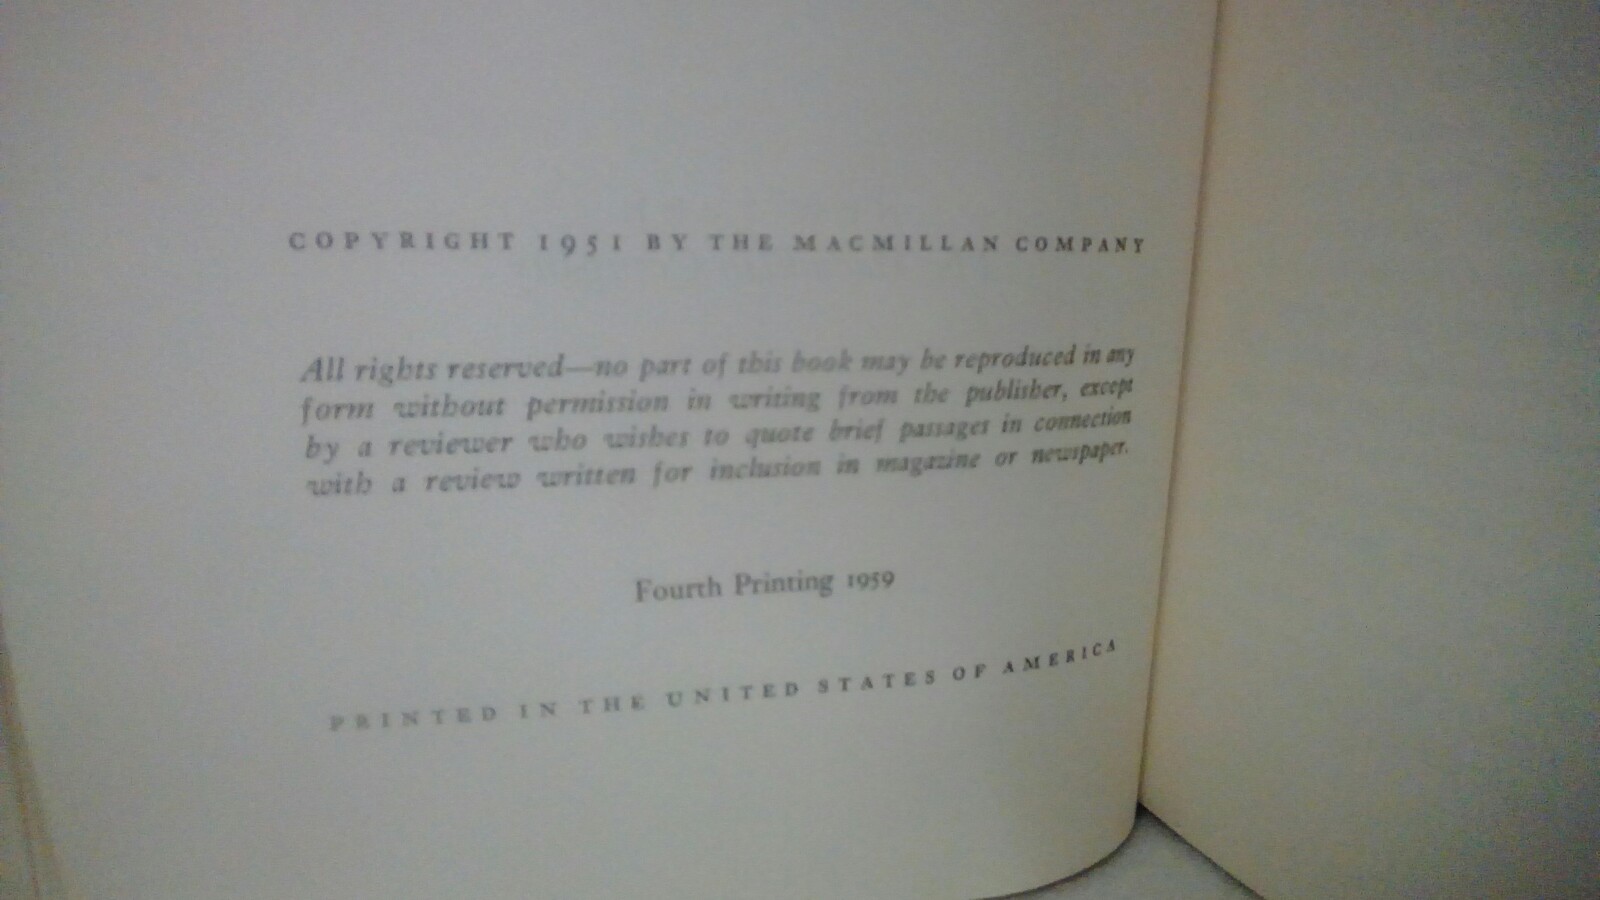 COPYRIGHT 1951 BY THE MACMILLAN COMPANY
All rights reserved—no part of this book may be reproduced in any
form without permission in writing from the publisher, except
by a reviewer who wishes to quote brief passages in connection
with a review written for inclusion in magazine or newspaper.
Fourth Printing 1959
PRINTED IN THE UNITED STATES OF AMERICA